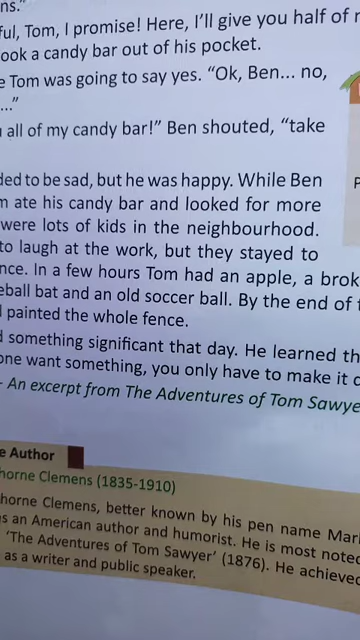 ns."
ful, Tom, I promise! Here, I'll give you half of
ook a candy bar out of his pocket.
e Tom was going to say yes. "Ok, Ben... no,
..."
all of my candy bar!" Ben shouted, "take
ded to be sad, but he was happy. While Ben
m ate his candy bar and looked for more
were lots of kids in the neighbourhood.
to laugh at the work, but they stayed to
nce. In a few hours Tom had an apple, a brok
eball bat and an old soccer ball. By the end of
painted the whole fence.
d something significant that day. He learned th
one want something, you only have to make it
- An excerpt from The Adventures of Tom Sawye
e Author
horne Clemens (1835-1910)
horne Clemens, better known by his pen name Mar
s an American author and humorist. He is most noted
'The Adventures of Tom Sawyer' (1876). He achieved
as a writer and public speaker.